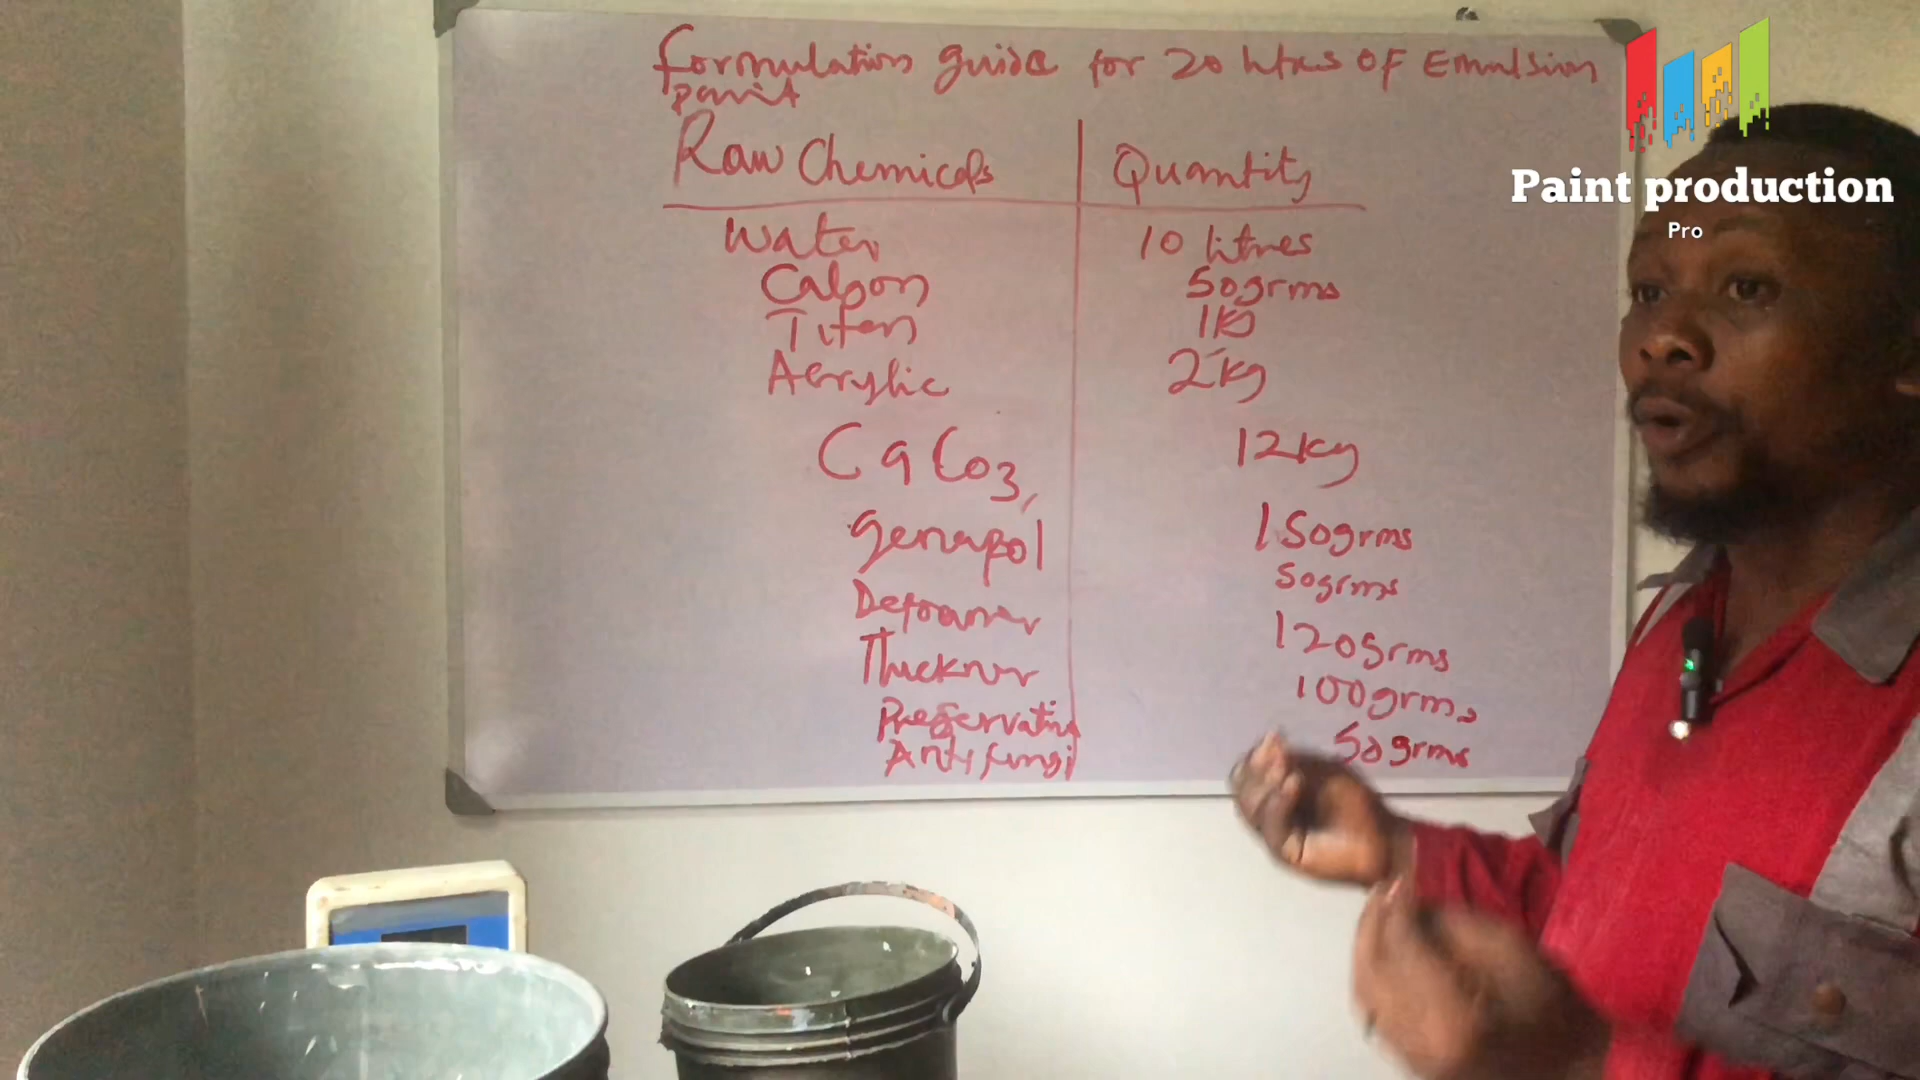 Formulation guide for 20 ltrs OF Emulsion
paint
Raw Chemicals Quantity
Water 10 litres
Calgon 50grms
Titan 1kg
Acrylic 2kg
CaCo3, 12kg
genapol 150grms
Defoamer 50grms
Thickner 120grms
Preservative 100grms
Anti fungi 50grms
Paint production
Pro